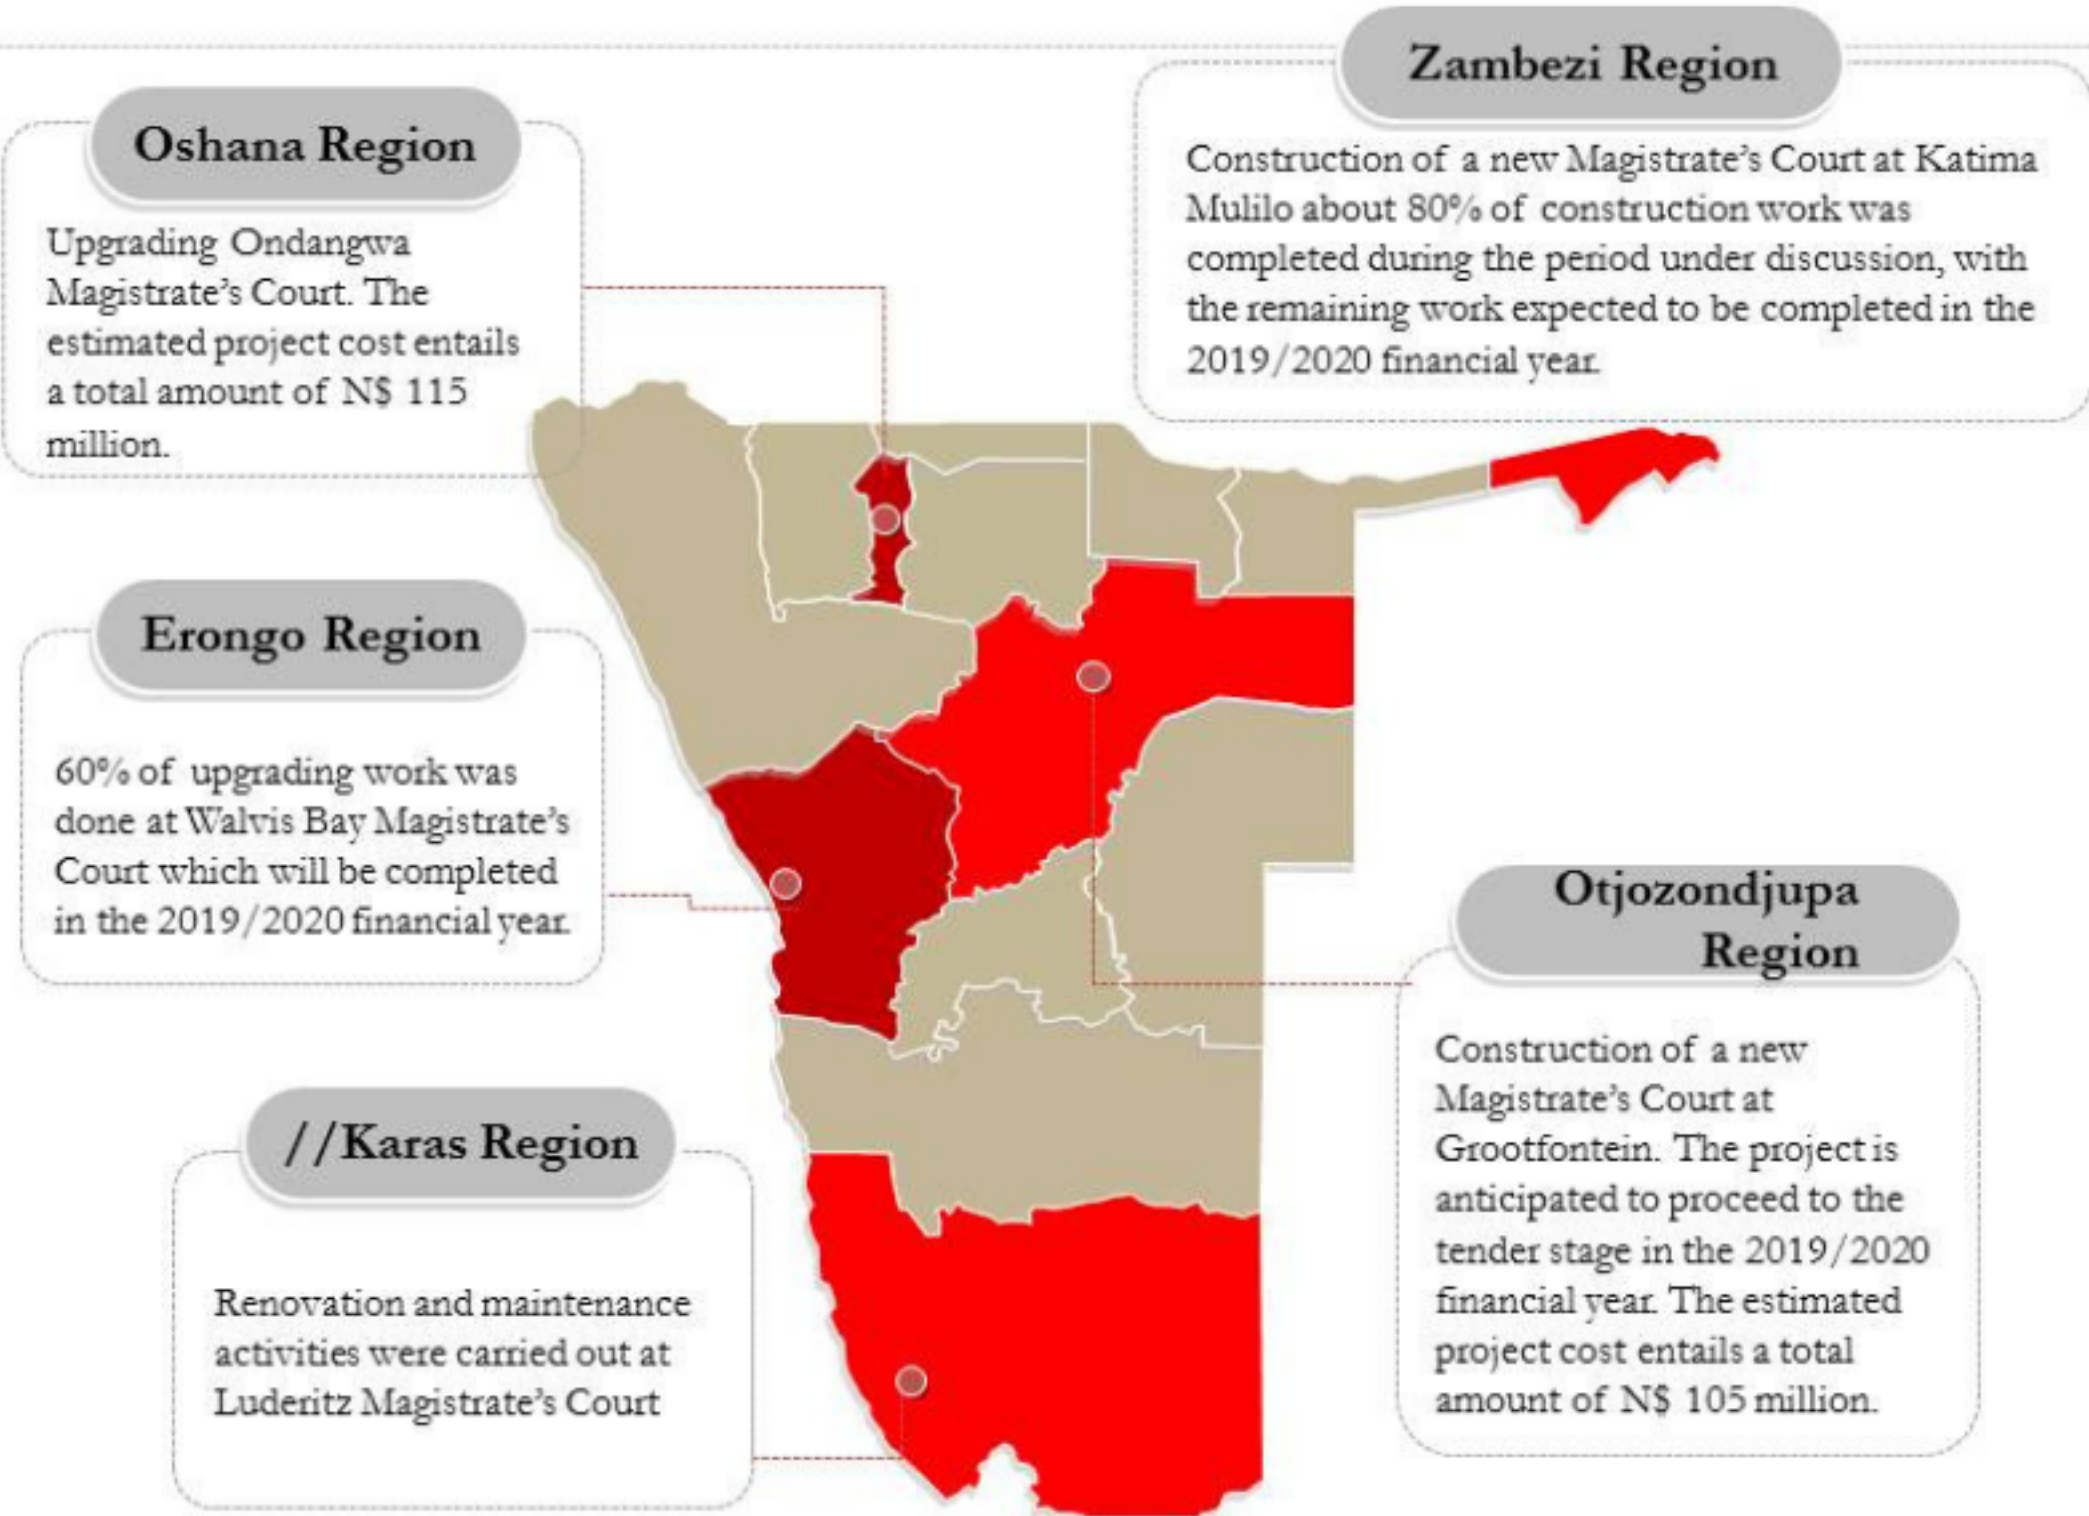 Zambezi Region
Construction of a new Magistrate's Court at Katima
Mulilo about 80% of construction work was
completed during the period under discussion, with
the remaining work expected to be completed in the
2019/2020 financial year.
Oshana Region
Upgrading Ondangwa
Magistrate's Court. The
estimated project cost entails
a total amount of N$ 115
million.
Erongo Region
60% of upgrading work was
done at Walvis Bay Magistrate's
Court which will be completed
in the 2019/2020 financial year.
Otjozondjupa
Region
Construction of a new
Magistrate's Court at
Grootfontein. The project is
anticipated to proceed to the
tender stage in the 2019/2020
financial year. The estimated
project cost entails a total
amount of N$ 105 million.
//Karas Region
Renovation and maintenance
activities were carried out at
Luderitz Magistrate's Court